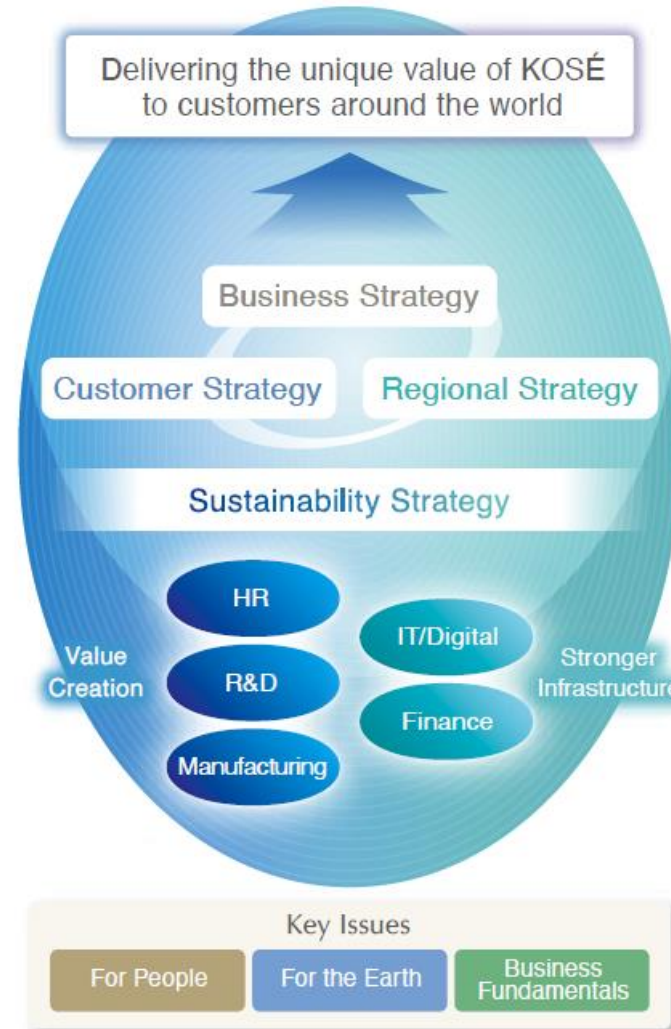 Delivering the unique value of KOSÉ
to customers around the world
Business Strategy
Customer Strategy
Regional Strategy
Sustainability Strategy
Value
Creation
HR
R&D
Manufacturing
IT/Digital
Finance
Stronger
Infrastructure
Key Issues
For People
For the Earth
Business
Fundamentals